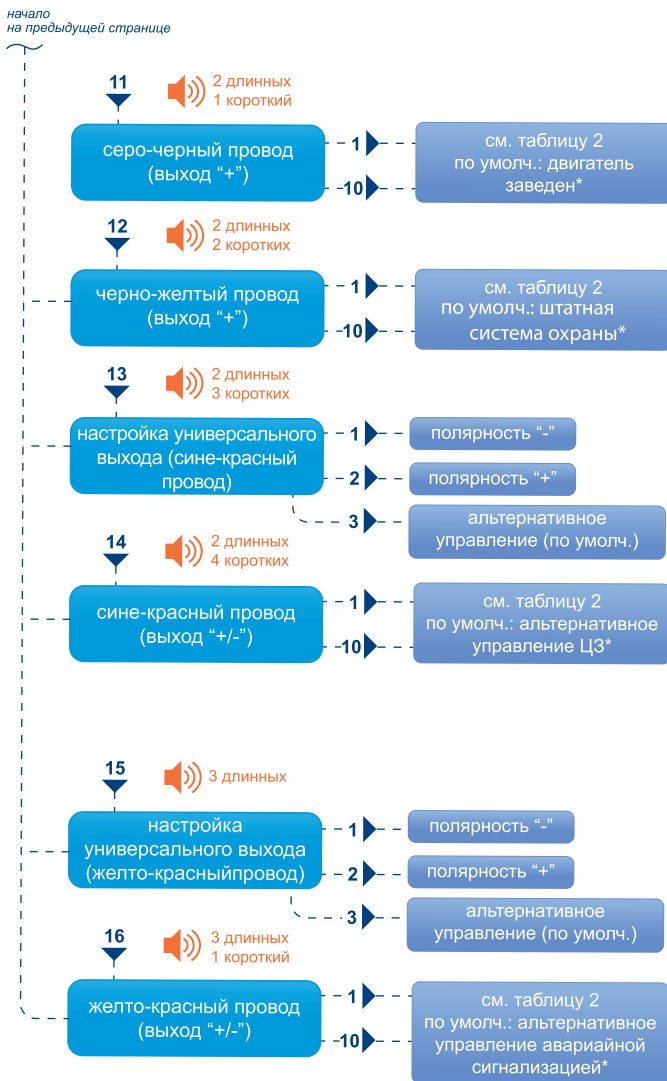 начало
на предыдущей странице
11
2 длинных
1 короткий
серо-черный провод
(выход “+”)
1
10
см. таблицу 2
по умолч.: двигатель
заведен*
12
2 длинных
2 коротких
черно-желтый провод
(выход “+”)
1
10
см. таблицу 2
по умолч.: штатная
система охраны*
13
2 длинных
3 коротких
настройка универсального
выхода (сине-красный
провод)
1
полярность “-”
2
полярность “+”
3
альтернативное
управление (по умолч.)
14
2 длинных
4 коротких
сине-красный провод
(выход “+/-”)
1
10
см. таблицу 2
по умолч.: альтернативное
управление ЦЗ*
15
3 длинных
настройка
универсального выхода
(желто-красныйпровод)
1
полярность “-”
2
полярность “+”
3
альтернативное
управление (по умолч.)
16
3 длинных
1 короткий
желто-красный провод
(выход “+/-”)
1
10
см. таблицу 2
по умолч.: альтернативное
управление авариайной
сигнализацией*